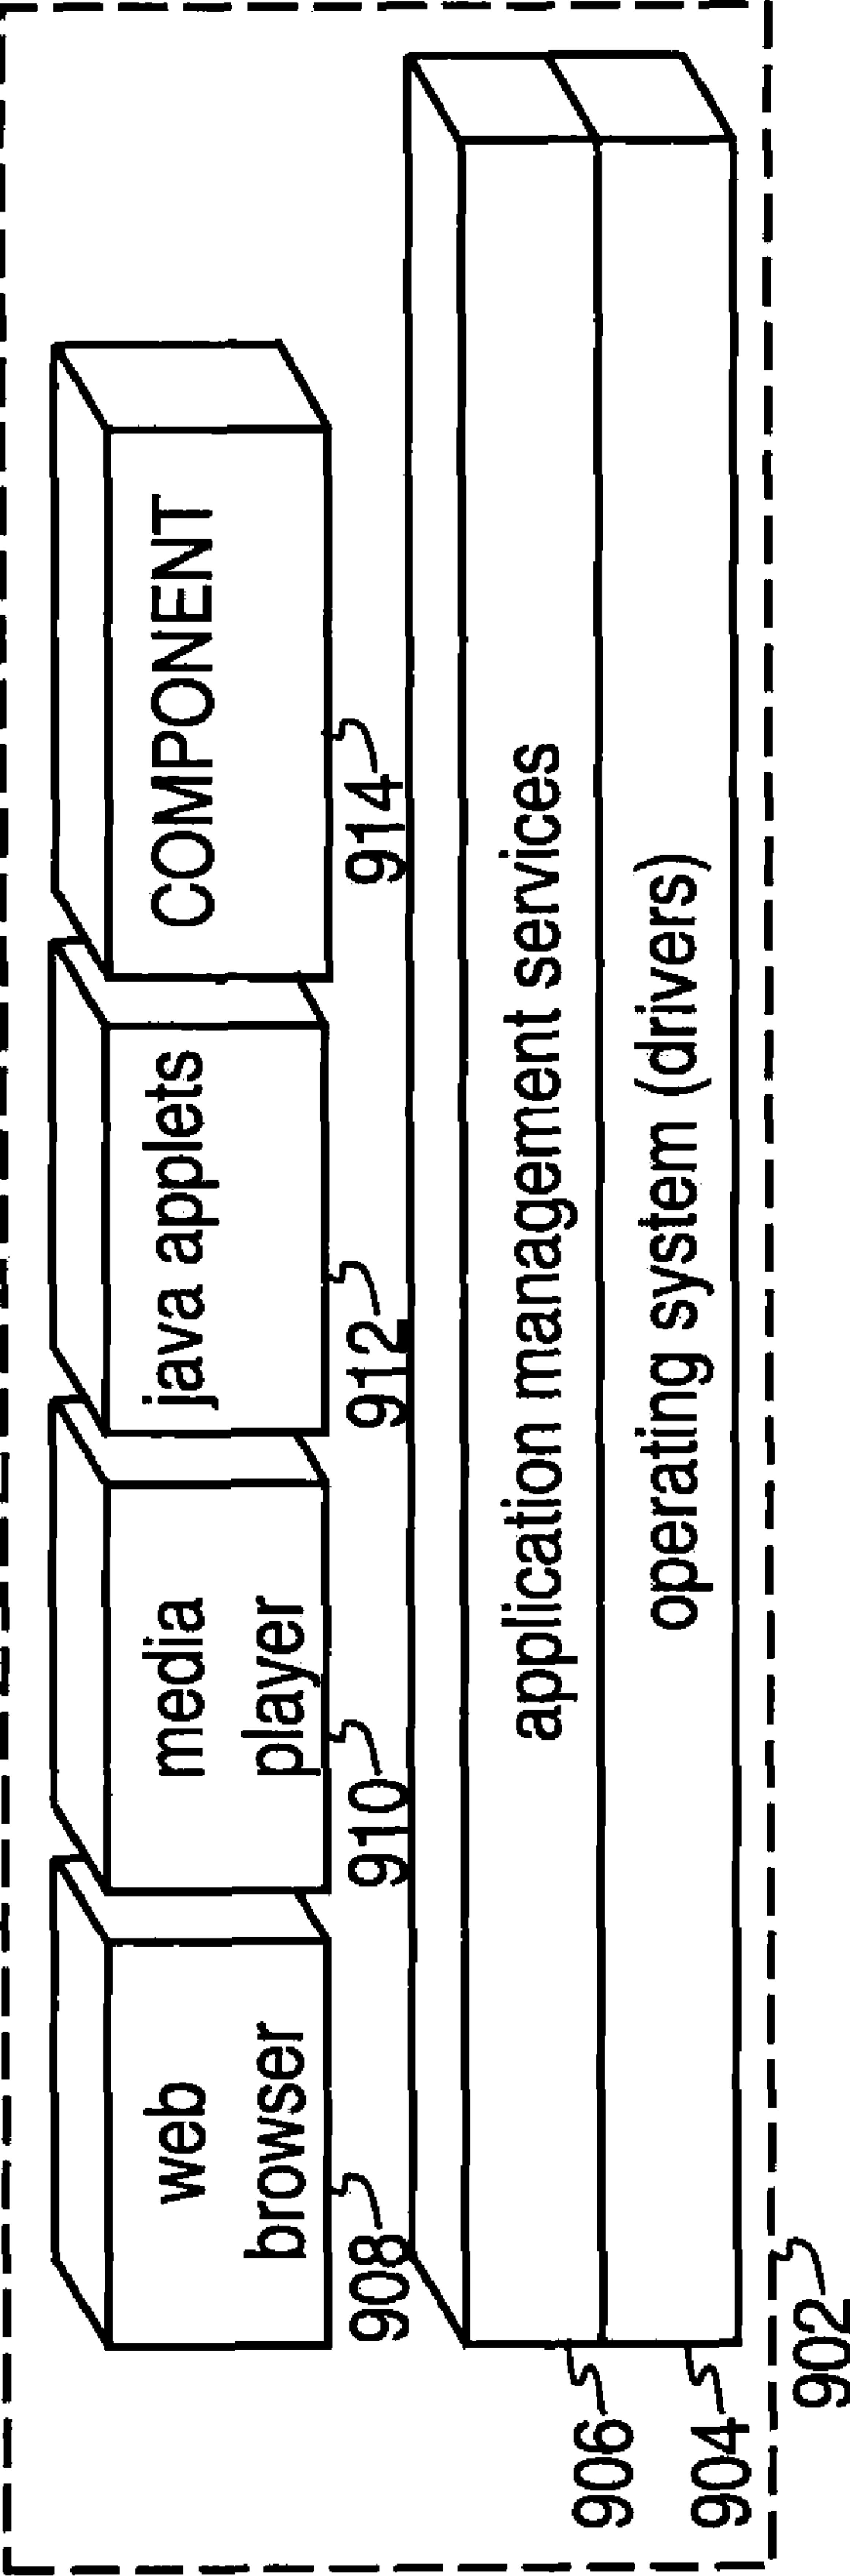 web
browser
media
player
java applets
COMPONENT
908
910
912
914
application management services
906
operating system (drivers)
904
902